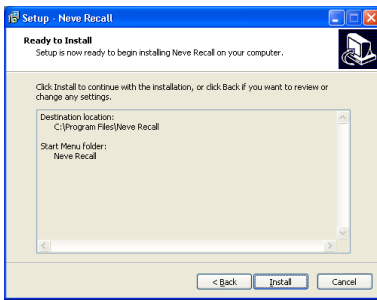 Setup - Neve Recall
Ready to Install
Setup is now ready to begin installing Neve Recall on your computer.
Click Install to continue with the installation, or click Back if you want to review or
change any settings.
Destination location:
C:\Program Files\Neve Recall
Start Menu folder:
Neve Recall
< Back
Install
Cancel